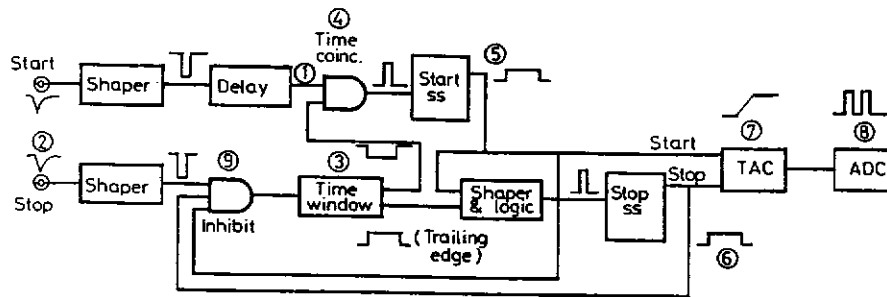 ④
Time
coinc.
⑤
Start
Shaper
Delay
①
Start
ss
②
③
⑨
⑦
⑧
Start
Stop
TAC
ADC
Shaper
Time
window
Shaper
& logic
Stop
ss
Stop
Inhibit
(Trailing
edge)
⑥